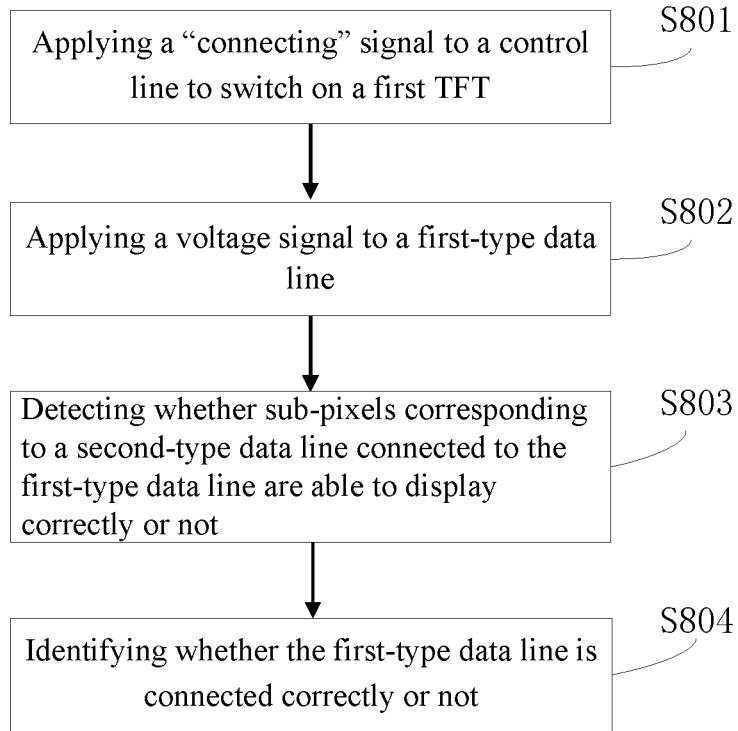 S801
Applying a “connecting” signal to a control
line to switch on a first TFT
S802
Applying a voltage signal to a first-type data
line
S803
Detecting whether sub-pixels corresponding
to a second-type data line connected to the
first-type data line are able to display
correctly or not
S804
Identifying whether the first-type data line is
connected correctly or not